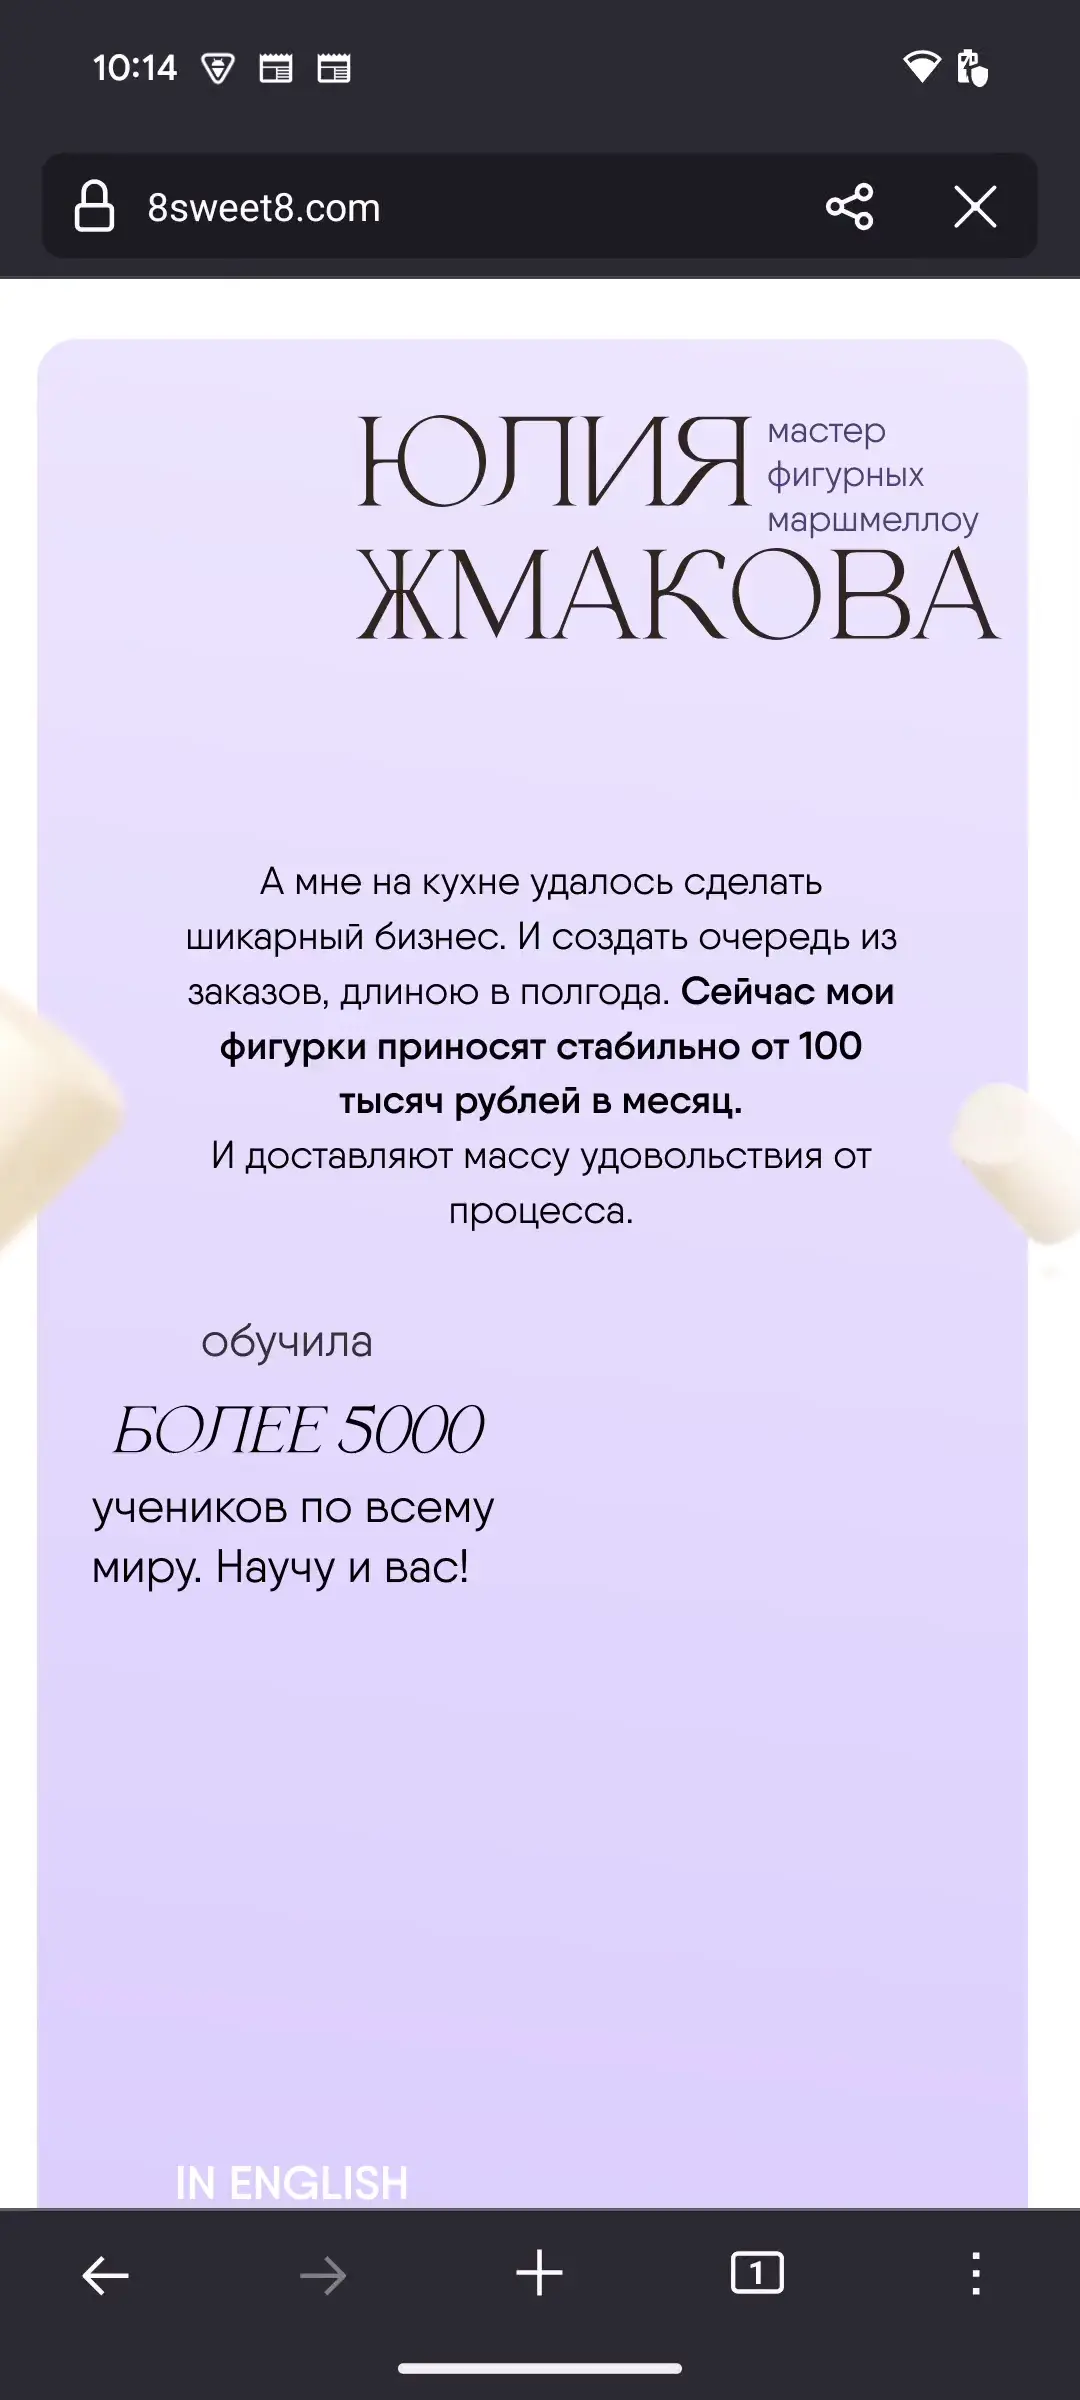 10:14
8sweet8.com
ЮЛИЯ
мастер
фигурных
маршмеллоу
ЖМАКОВА
А мне на кухне удалось сделать
шикарный бизнес. И создать очередь из
заказов, длиною в полгода. Сейчас мои
фигурки приносят стабильно от 100
тысяч рублей в месяц.
И доставляют массу удовольствия от
процесса.
обучила
БОЛЕЕ 5000
учеников по всему
миру. Научу и вас!
IN ENGLISH
1